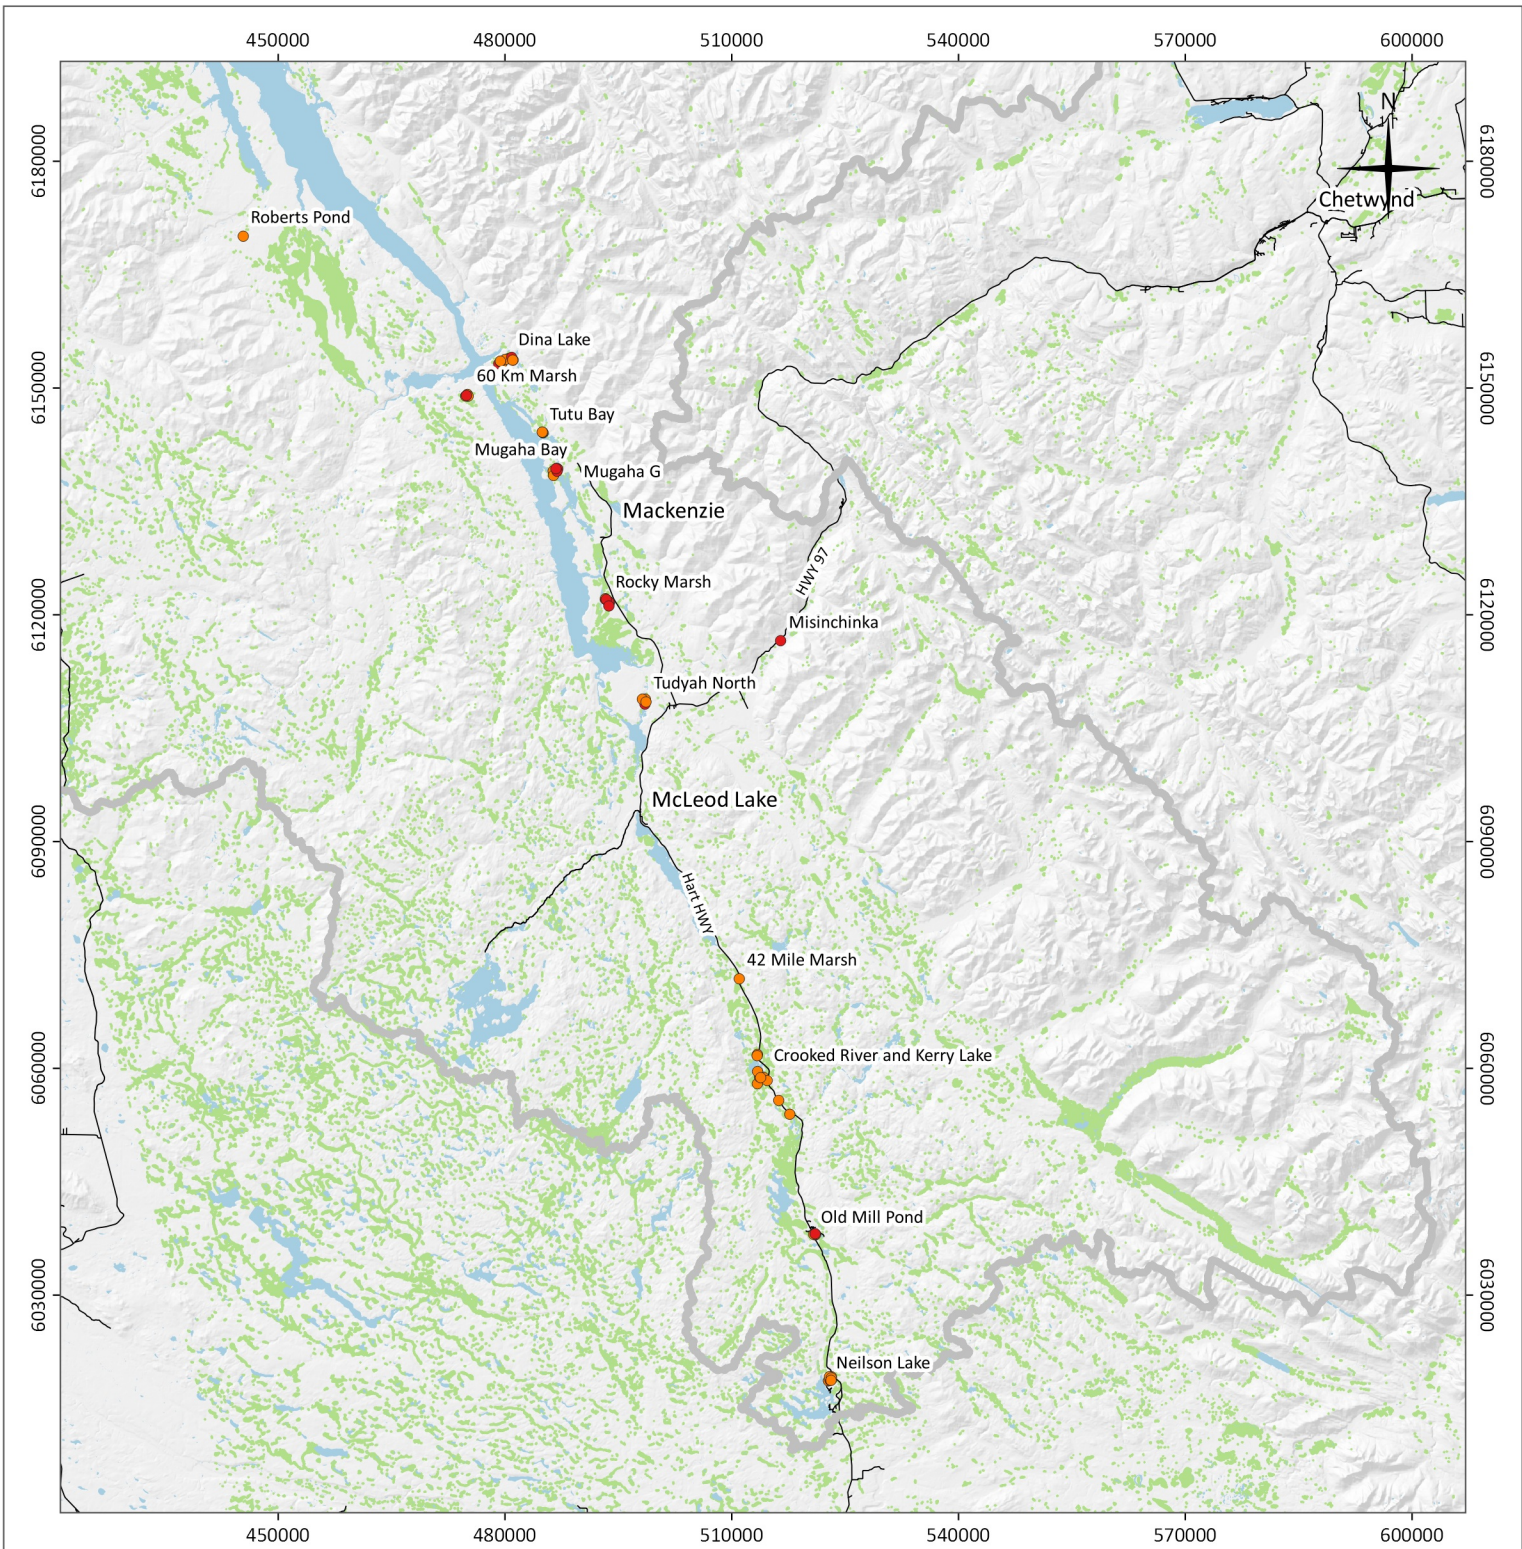 450000 480000 510000 540000 570000 600000
N
6180000
6180000
Chetwynd
Roberts Pond
Dina Lake
60 Km Marsh
6150000
6150000
Tutu Bay
Mugaha Bay
Mugaha G
Mackenzie
HWY 97
Rocky Marsh
6120000
6120000
Misinchinka
Tudyah North
McLeod Lake
6090000
6090000
Hart HWY
42 Mile Marsh
Crooked River and Kerry Lake
6060000
6060000
Old Mill Pond
6030000
6030000
Neilson Lake
450000 480000 510000 540000 570000 600000